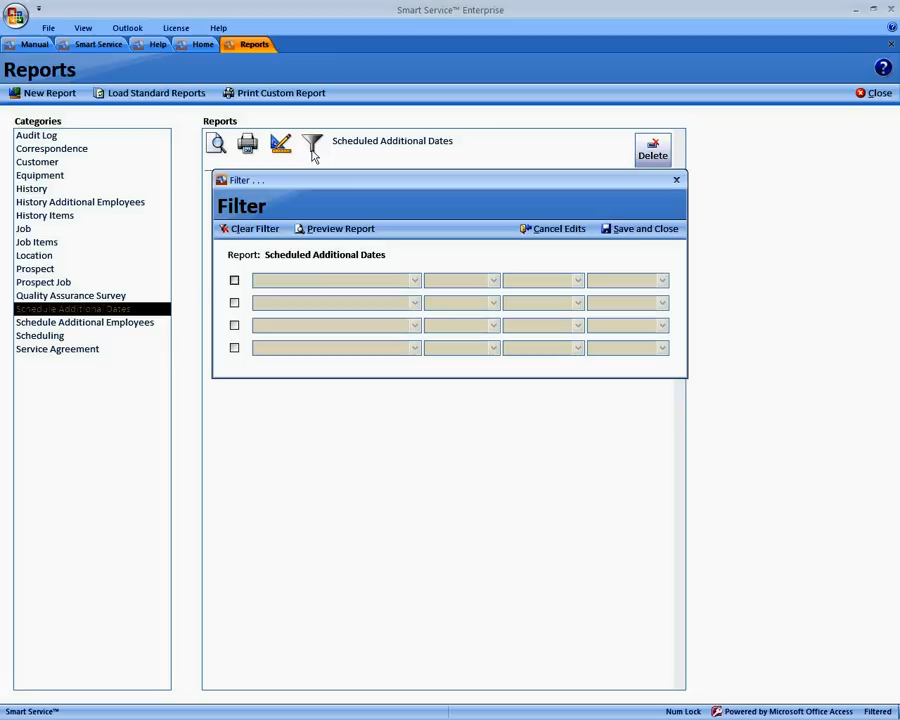 Smart Service™ Enterprise
File View Outlook License Help
Manual Smart Service Help Home Reports
Reports
New Report Load Standard Reports Print Custom Report Close
Categories
Audit Log
Correspondence
Customer
Equipment
History
History Additional Employees
History Items
Job
Job Items
Location
Prospect
Prospect Job
Quality Assurance Survey
Schedule Additional Dates
Schedule Additional Employees
Scheduling
Service Agreement
Reports
Scheduled Additional Dates
Delete
Filter . . .
Filter
Clear Filter Preview Report Cancel Edits Save and Close
Report: Scheduled Additional Dates
Smart Service™ Num Lock Powered by Microsoft Office Access Filtered